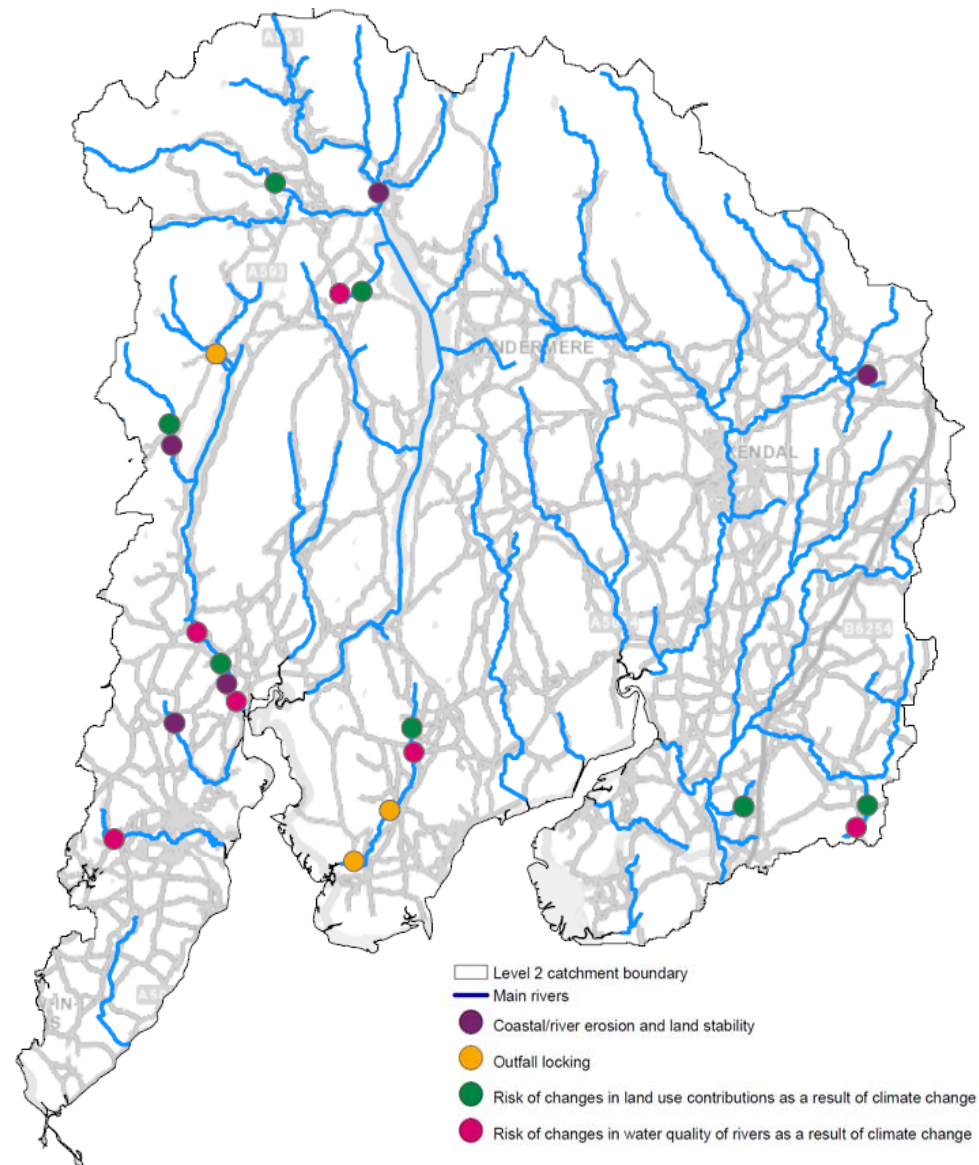 A591
A593
WINDERMERE
KENDAL
B6254
Level 2 catchment boundary
Main rivers
Coastal/river erosion and land stability
Outfall locking
Risk of changes in land use contributions as a result of climate change
Risk of changes in water quality of rivers as a result of climate change